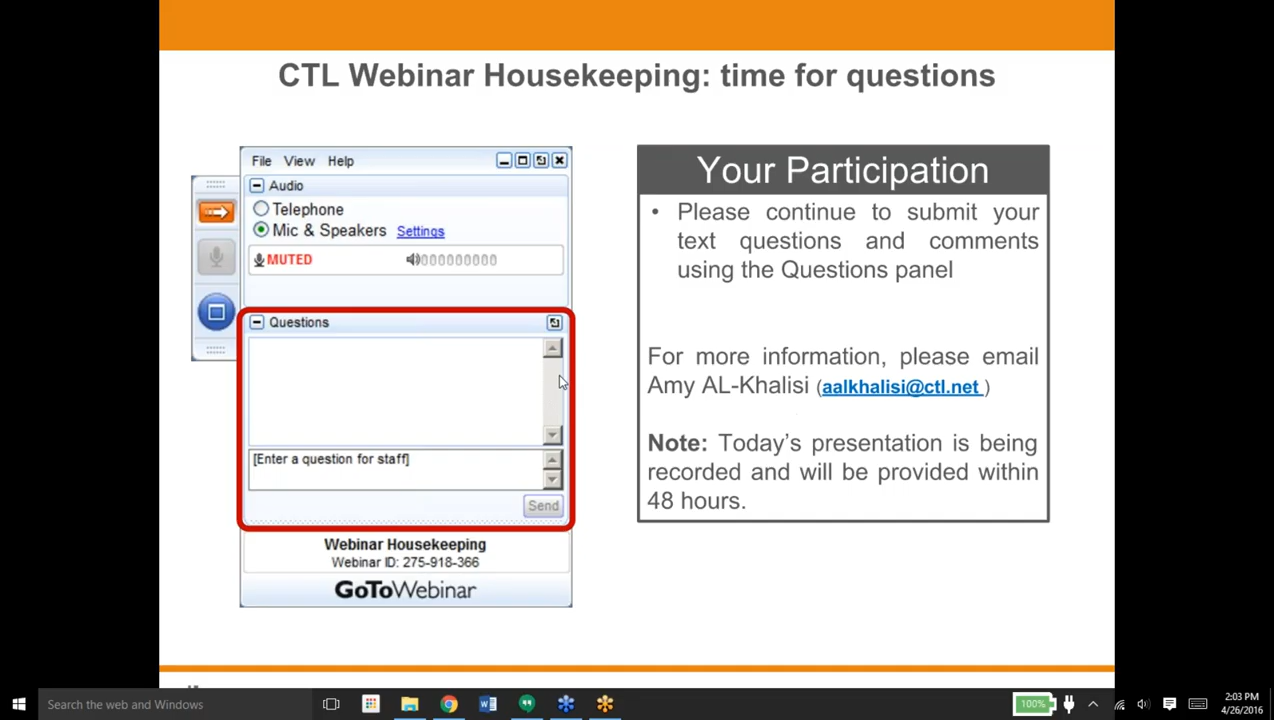 CTL Webinar Housekeeping: time for questions
File View Help
Audio
Telephone
Mic & Speakers Settings
MUTED 000000000
Questions
[Enter a question for staff]
Send
Webinar Housekeeping
Webinar ID: 275-918-366
GoToWebinar
Your Participation
• Please continue to submit your
text questions and comments
using the Questions panel
For more information, please email
Amy AL-Khalisi (aalkhalisi@ctl.net )
Note: Today’s presentation is being
recorded and will be provided within
48 hours.
Search the web and Windows
100%
2:03 PM
4/26/2016